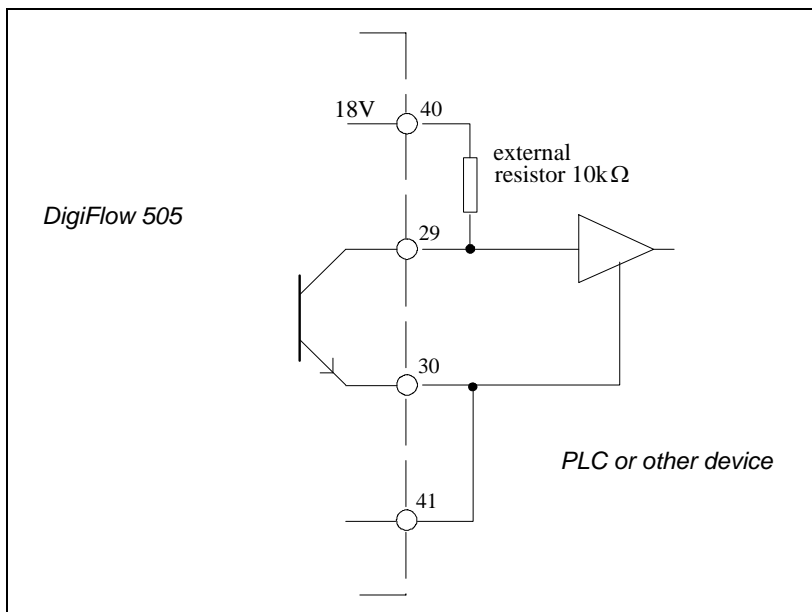 18V
40
external
resistor 10kΩ
DigiFlow 505
29
30
PLC or other device
41